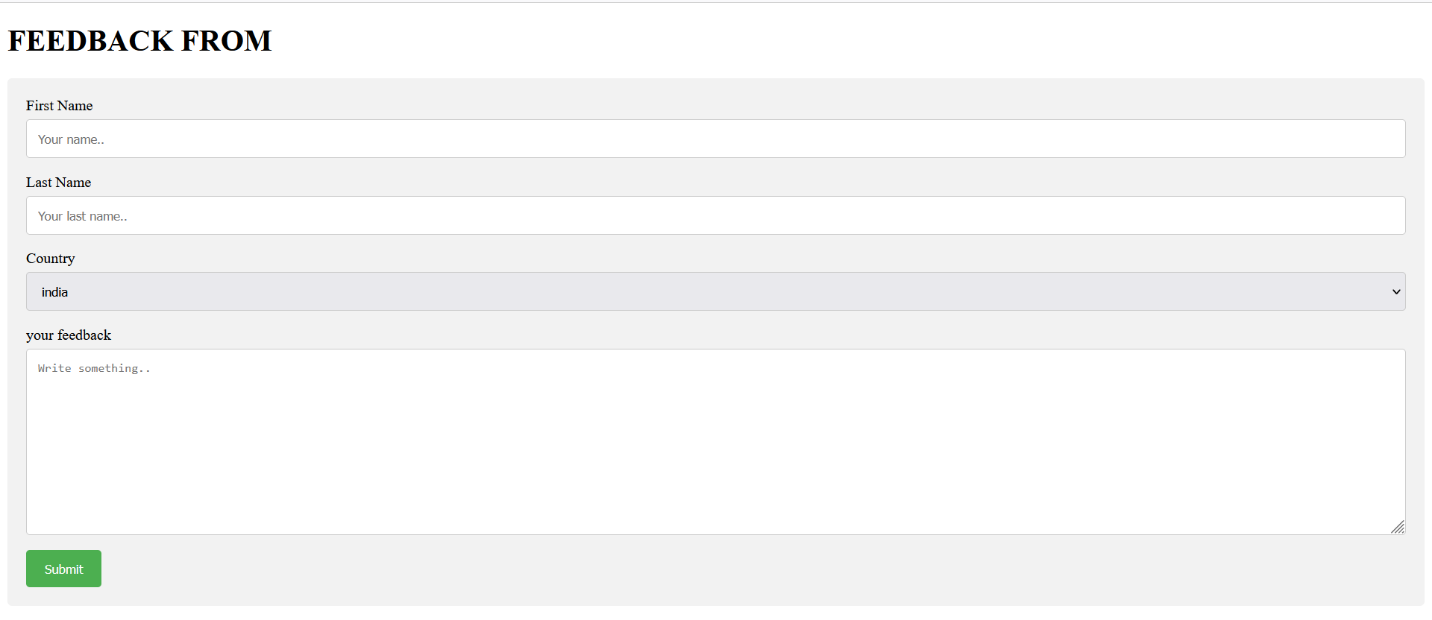 FEEDBACK FROM
First Name
Your name..
Last Name
Your last name..
Country
india
your feedback
Write something..
Submit